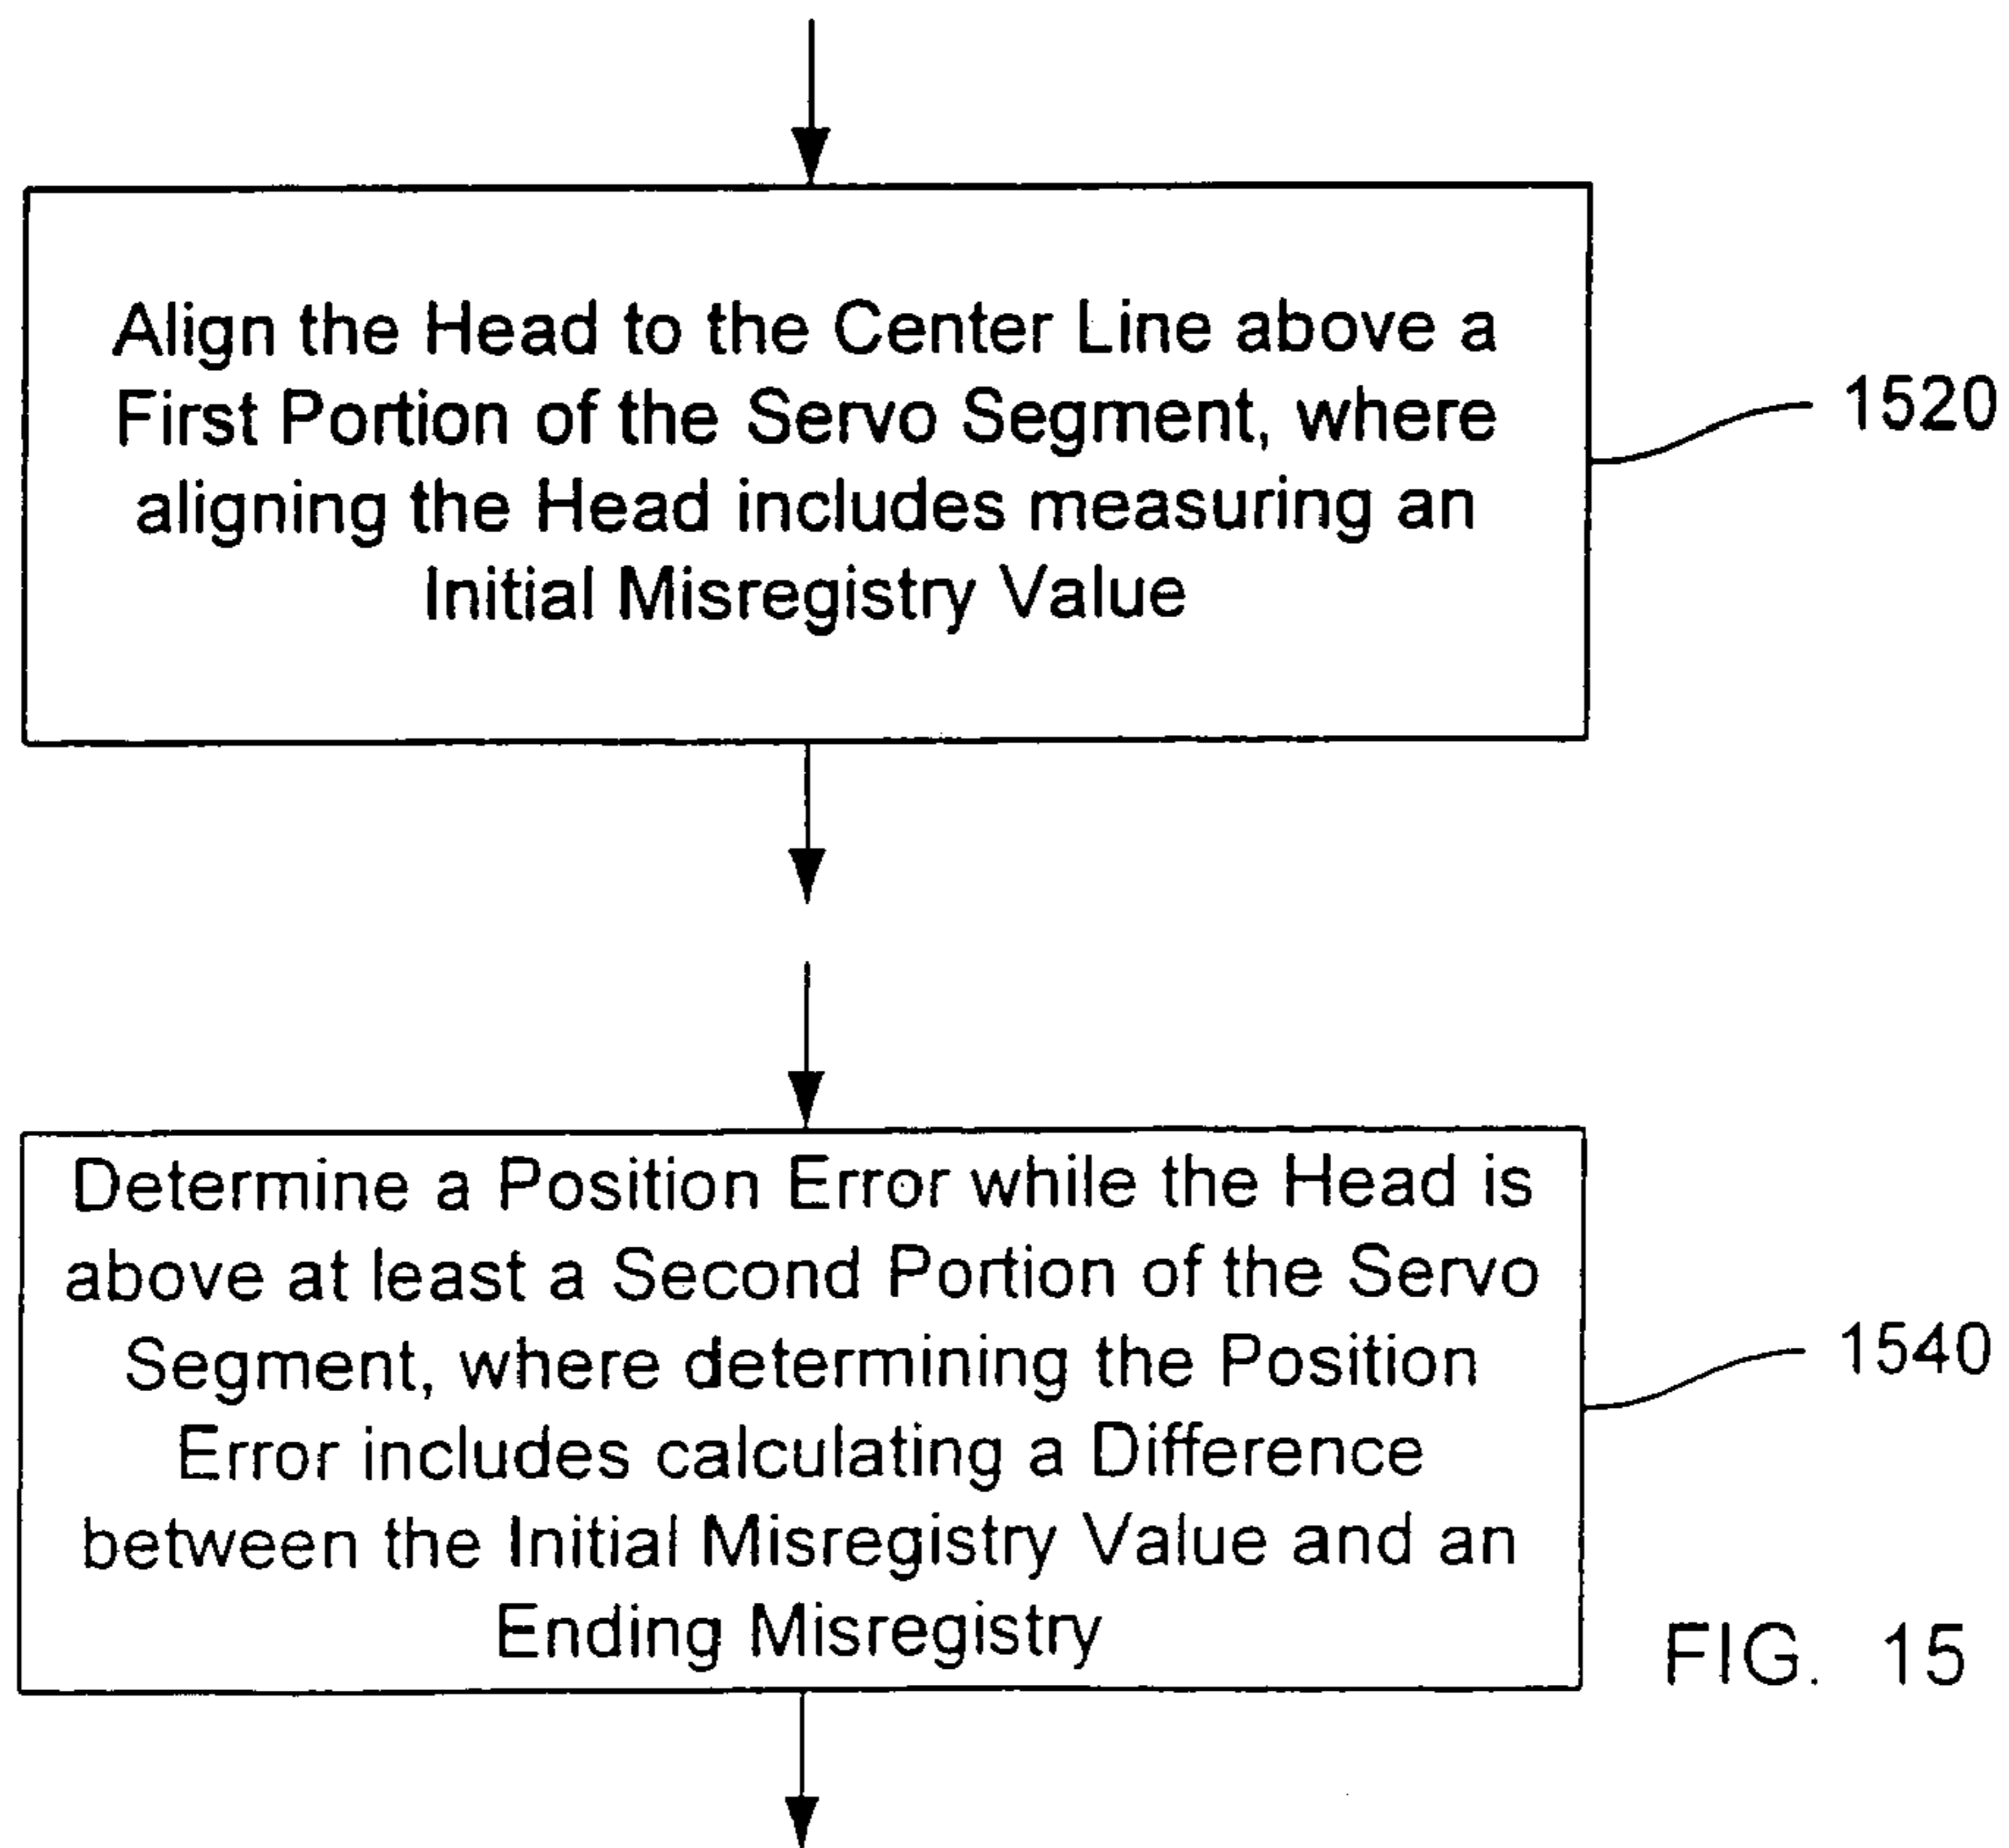 Align the Head to the Center Line above a
First Portion of the Servo Segment, where
aligning the Head includes measuring an
Initial Misregistry Value
1520
Determine a Position Error while the Head is
above at least a Second Portion of the Servo
Segment, where determining the Position
Error includes calculating a Difference
between the Initial Misregistry Value and an
Ending Misregistry
1540
FIG. 15